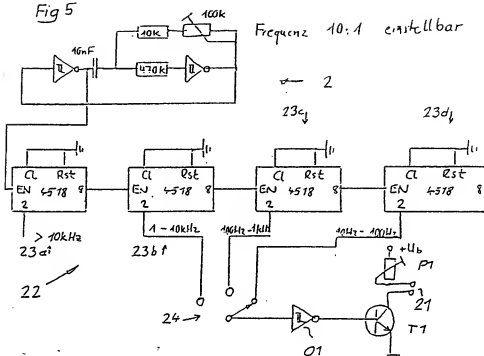 Fig 5
100k
10k
Frequenz 10:1 einstellbar
10nF
470k
2
23c
23d
Cl Rst
EN 4518 8
2
Cl Rst
EN 4518 8
2
Cl Rst
EN 4518 8
2
Cl Rst
EN 4518 8
2
> 10kHz
1 - 10kHz
100Hz-1kHz
10Hz-100Hz
23a
23b
+Ub
P1
22
24
21
T1
01